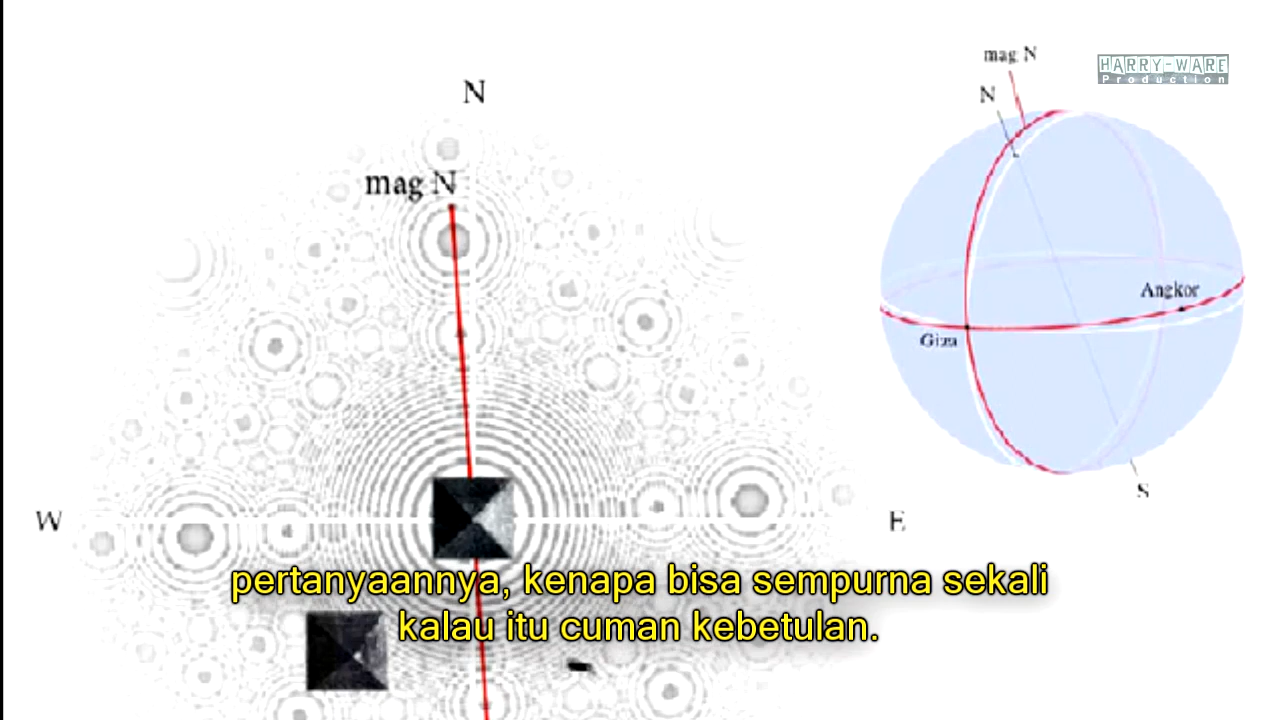 HARRY-WARE
Production
mag N
N
Angkor
Giza
S
N
mag N
W
E
pertanyaannya, kenapa bisa sempurna sekali
kalau itu cuman kebetulan.